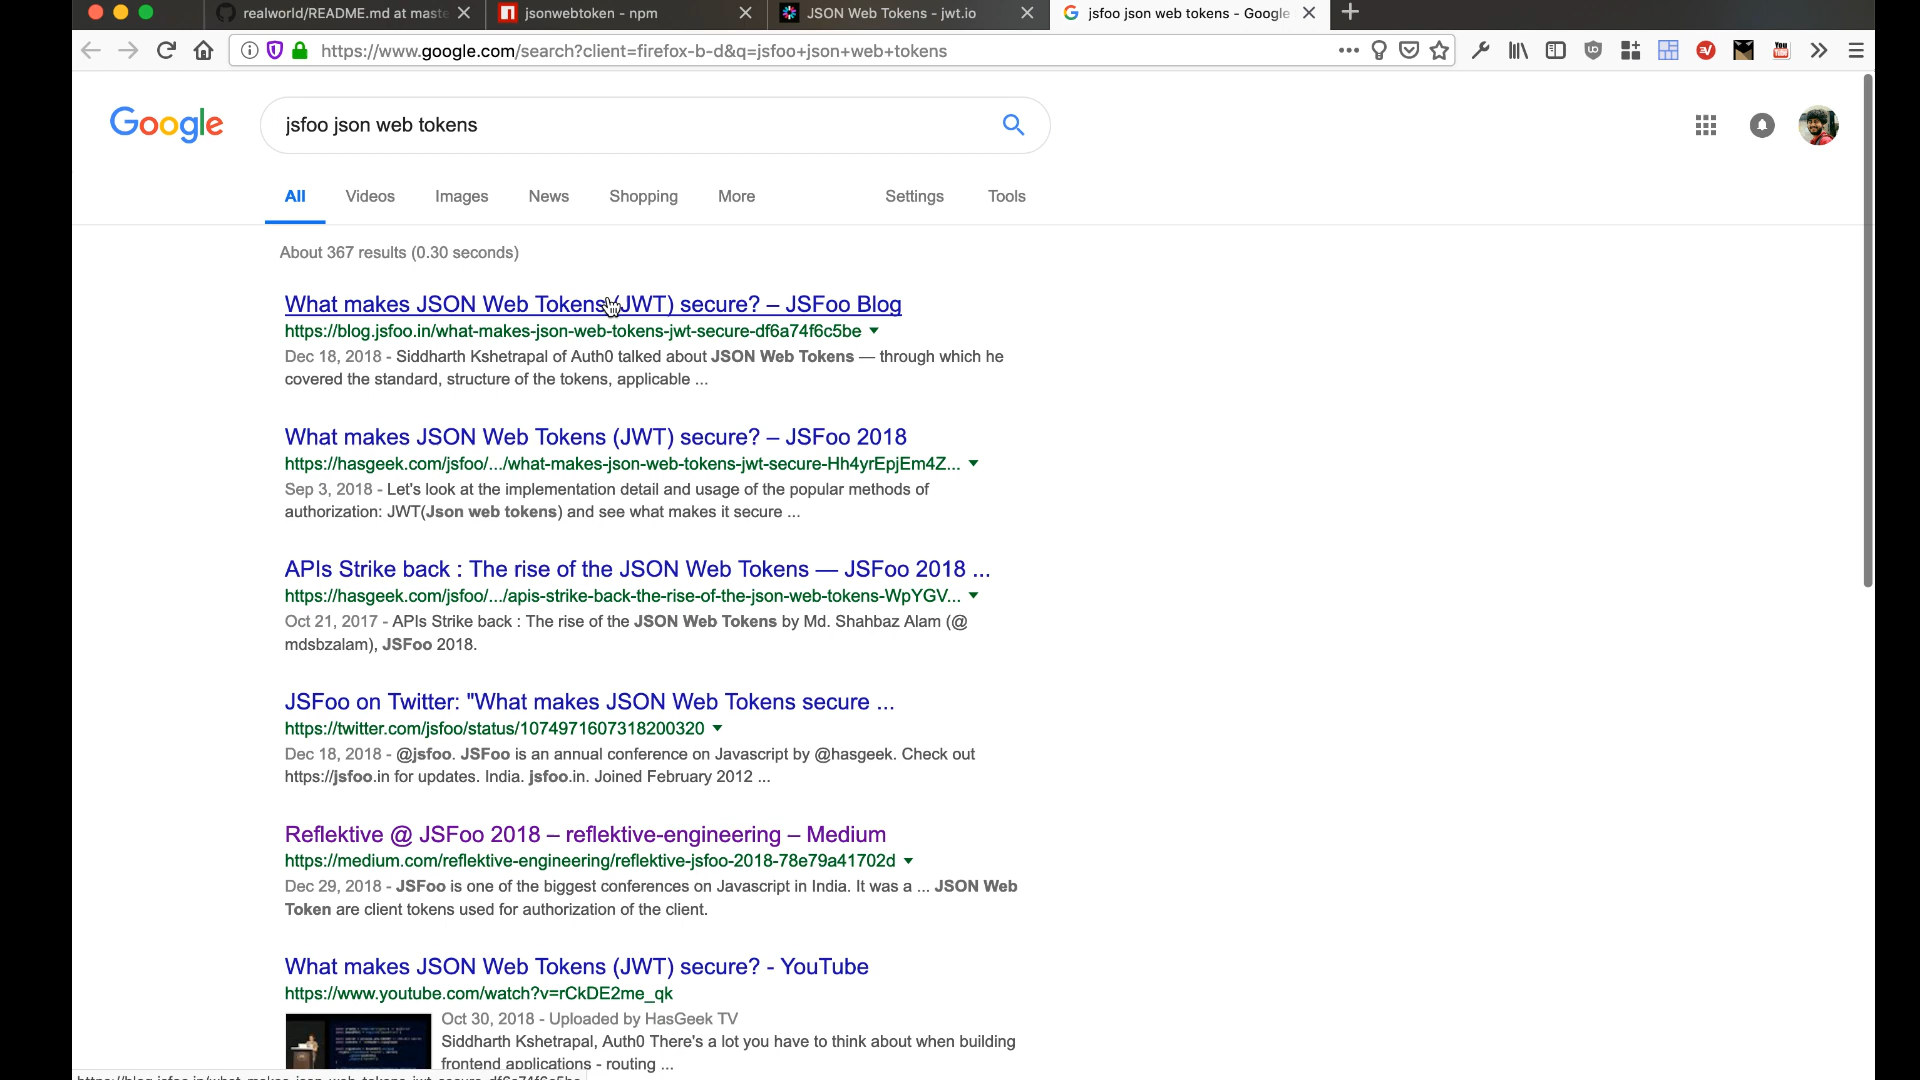 realworld/README.md at maste
jsonwebtoken - npm
JSON Web Tokens - jwt.io
jsfoo json web tokens - Google
https://www.google.com/search?client=firefox-b-d&q=jsfoo+json+web+tokens
Google
jsfoo json web tokens
All Videos Images News Shopping More Settings Tools
About 367 results (0.30 seconds)
What makes JSON Web Tokens (JWT) secure? – JSFoo Blog
https://blog.jsfoo.in/what-makes-json-web-tokens-jwt-secure-df6a74f6c5be
Dec 18, 2018 - Siddharth Kshetrapal of Auth0 talked about JSON Web Tokens — through which he
covered the standard, structure of the tokens, applicable ...
What makes JSON Web Tokens (JWT) secure? – JSFoo 2018
https://hasgeek.com/jsfoo/.../what-makes-json-web-tokens-jwt-secure-Hh4yrEpjEm4Z...
Sep 3, 2018 - Let's look at the implementation detail and usage of the popular methods of
authorization: JWT(Json web tokens) and see what makes it secure ...
APIs Strike back : The rise of the JSON Web Tokens — JSFoo 2018 ...
https://hasgeek.com/jsfoo/.../apis-strike-back-the-rise-of-the-json-web-tokens-WpYGV...
Oct 21, 2017 - APIs Strike back : The rise of the JSON Web Tokens by Md. Shahbaz Alam (@
mdsbzalam), JSFoo 2018.
JSFoo on Twitter: "What makes JSON Web Tokens secure ...
https://twitter.com/jsfoo/status/1074971607318200320
Dec 18, 2018 - @jsfoo. JSFoo is an annual conference on Javascript by @hasgeek. Check out
https://jsfoo.in for updates. India. jsfoo.in. Joined February 2012 ...
Reflektive @ JSFoo 2018 – reflektive-engineering – Medium
https://medium.com/reflektive-engineering/reflektive-jsfoo-2018-78e79a41702d
Dec 29, 2018 - JSFoo is one of the biggest conferences on Javascript in India. It was a ... JSON Web
Token are client tokens used for authorization of the client.
What makes JSON Web Tokens (JWT) secure? - YouTube
https://www.youtube.com/watch?v=rCkDE2me_qk
Oct 30, 2018 - Uploaded by HasGeek TV
Siddharth Kshetrapal, Auth0 There's a lot you have to think about when building
frontend applications - routing ...